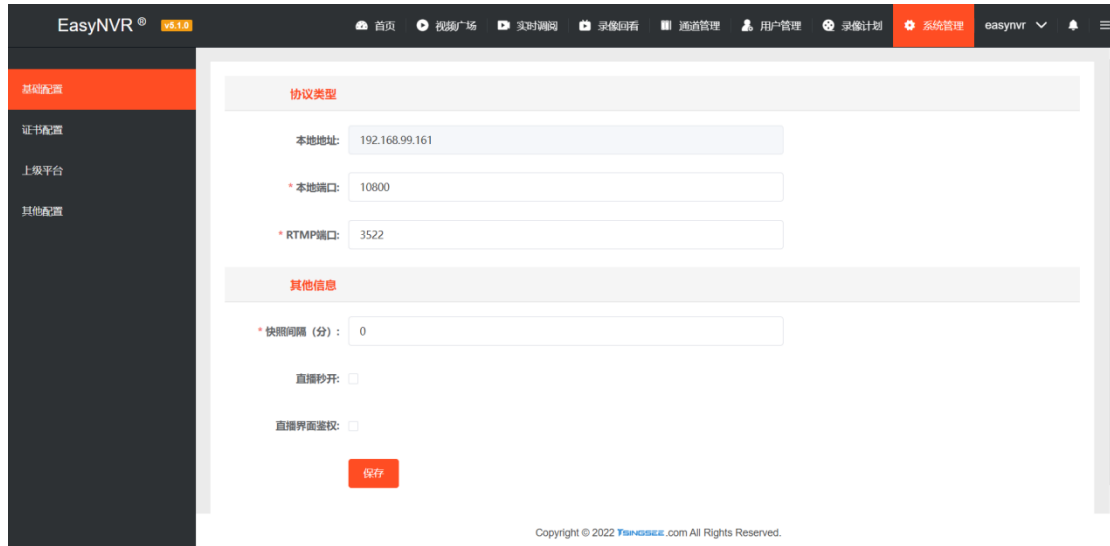 EasyNVR ® v5.1.0 首页 视频广场 实时调阅 录像回看 通道管理 用户管理 录像计划 系统管理 easynvr
基础配置
证书配置
上级平台
其他配置
协议类型
本地地址: 192.168.99.161
* 本地端口: 10800
* RTMP端口: 3522
其他信息
* 快照间隔（分）: 0
直播秒开:
直播界面鉴权:
保存
Copyright © 2022 TSINGSEE.com All Rights Reserved.